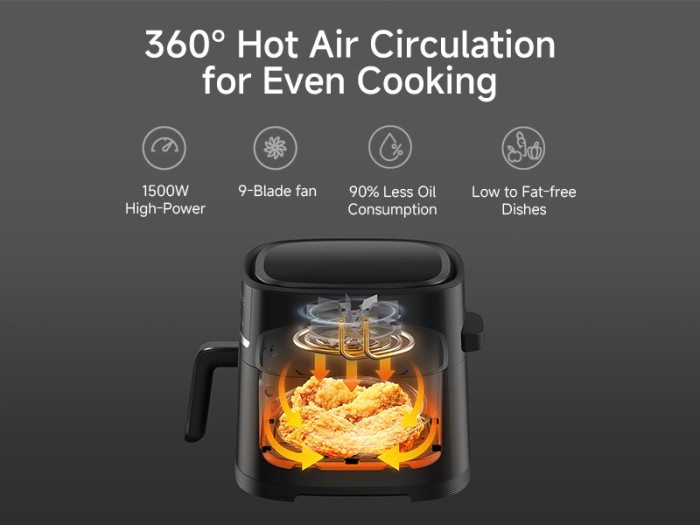 360° Hot Air Circulation
for Even Cooking
1500W
High-Power
9-Blade fan
90% Less Oil
Consumption
Low to Fat-free
Dishes